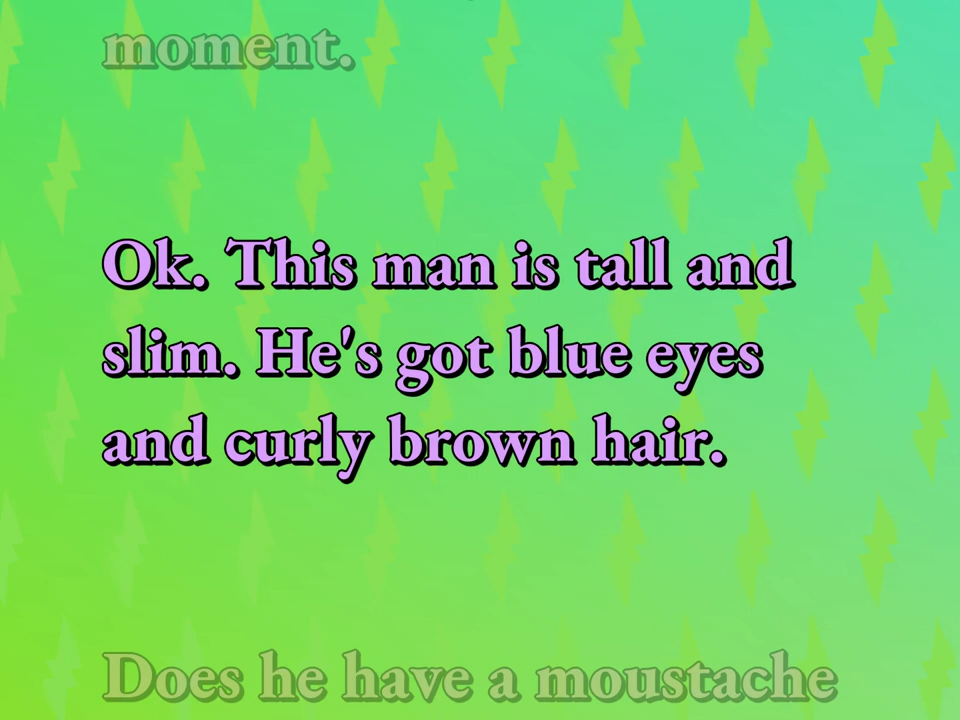 moment.
Ok. This man is tall and
slim. He's got blue eyes
and curly brown hair.
Does he have a moustache